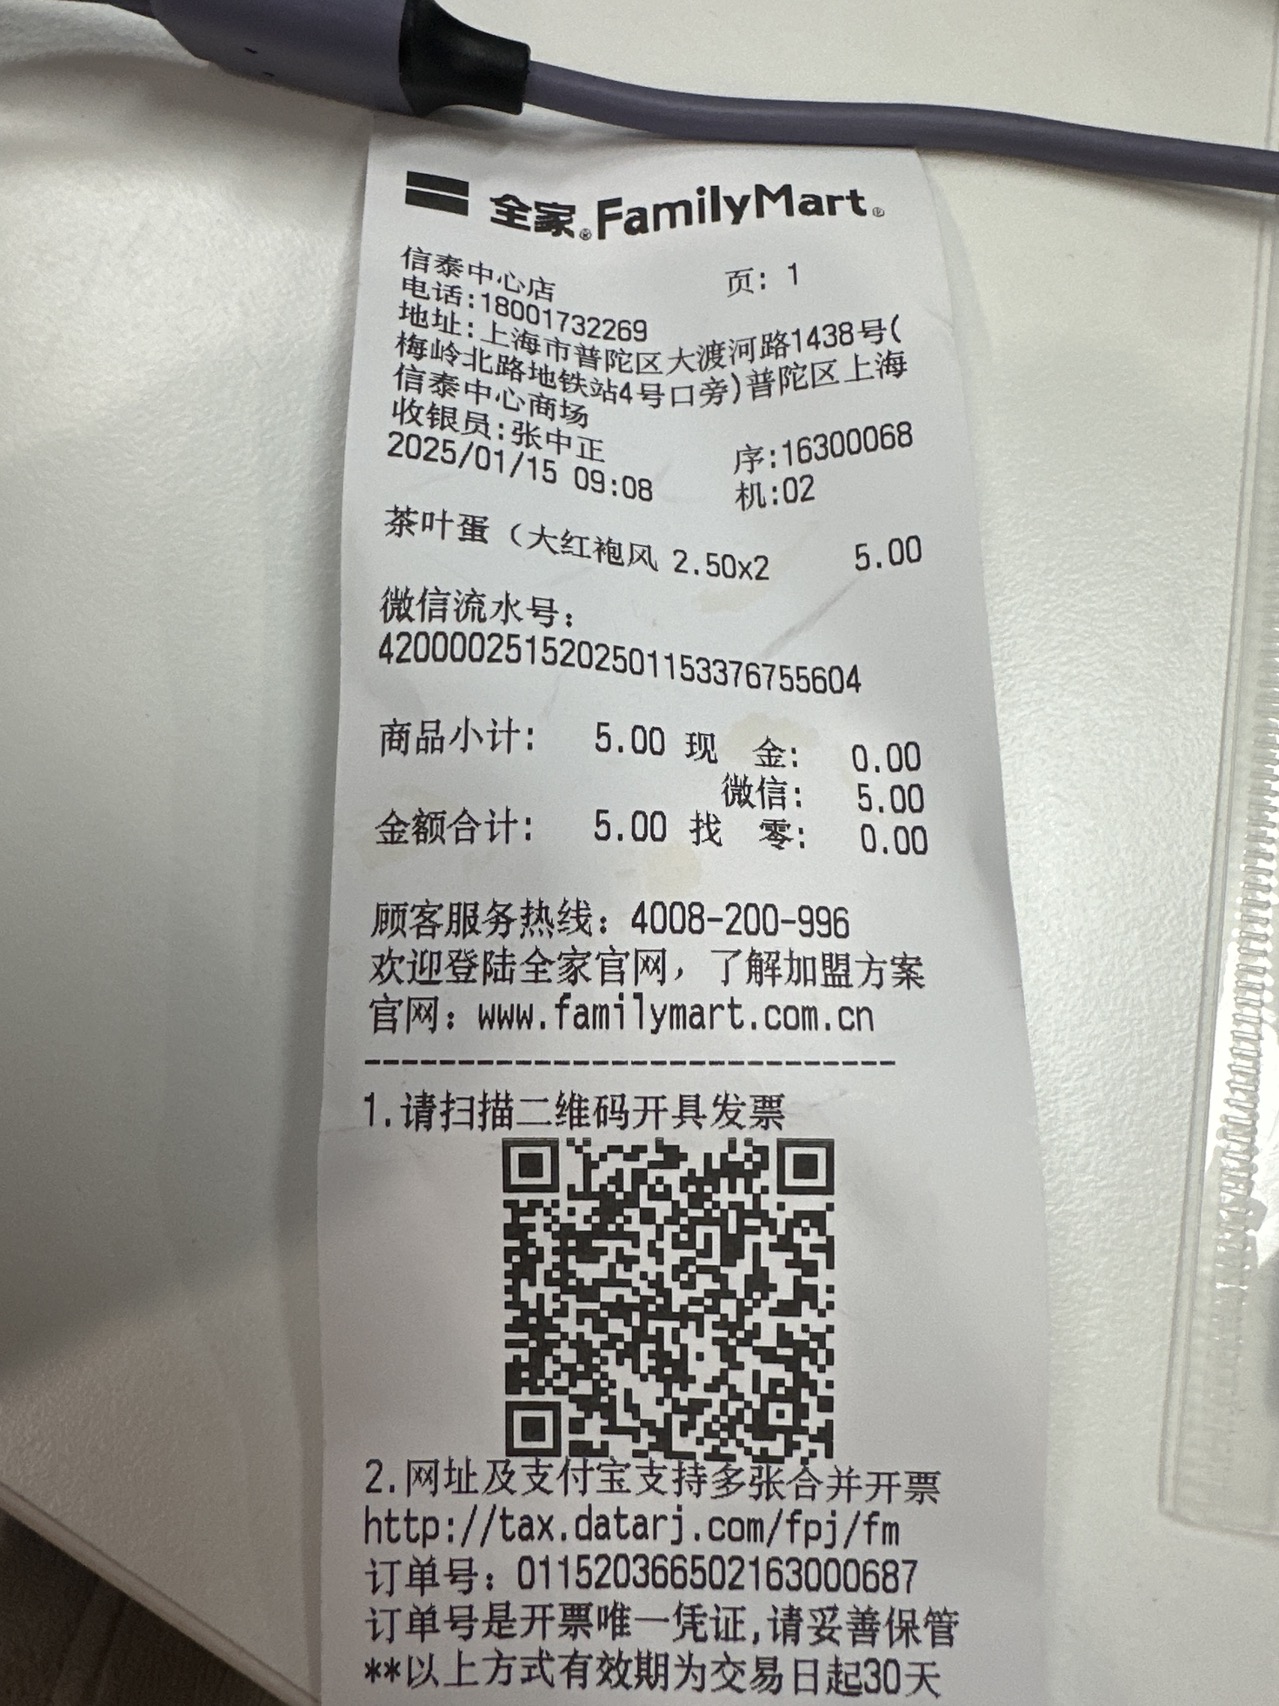 全家 FamilyMart
信泰中心店 页: 1
电话:18001732269
地址:上海市普陀区大渡河路1438号(
梅岭北路地铁站4号口旁)普陀区上海
信泰中心商场
收银员:张中正 序:16300068
2025/01/15 09:08 机:02
茶叶蛋（大红袍风 2.50x2 5.00
微信流水号:
4200002515202501153376755604
商品小计: 5.00 现 金: 0.00
微信: 5.00
金额合计: 5.00 找 零: 0.00
顾客服务热线: 4008-200-996
欢迎登陆全家官网，了解加盟方案
官网: www.familymart.com.cn
-----------------------------
1.请扫描二维码开具发票
2.网址及支付宝支持多张合并开票
http://tax.datarj.com/fpj/fm
订单号: 011520366502163000687
订单号是开票唯一凭证,请妥善保管
**以上方式有效期为交易日起30天